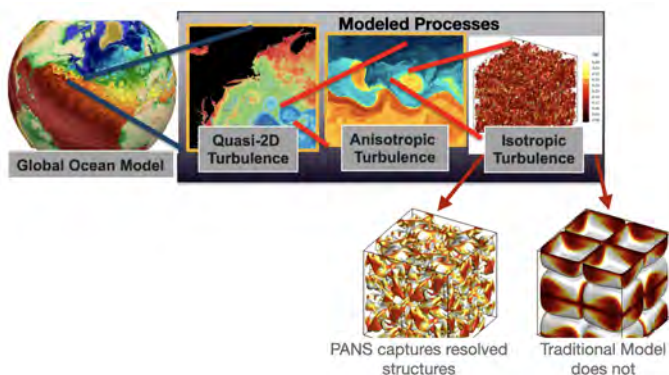 Modeled Processes
Global Ocean Model
Quasi-2D
Turbulence
Anisotropic
Turbulence
Isotropic
Turbulence
PANS captures resolved
structures
Traditional Model
does not